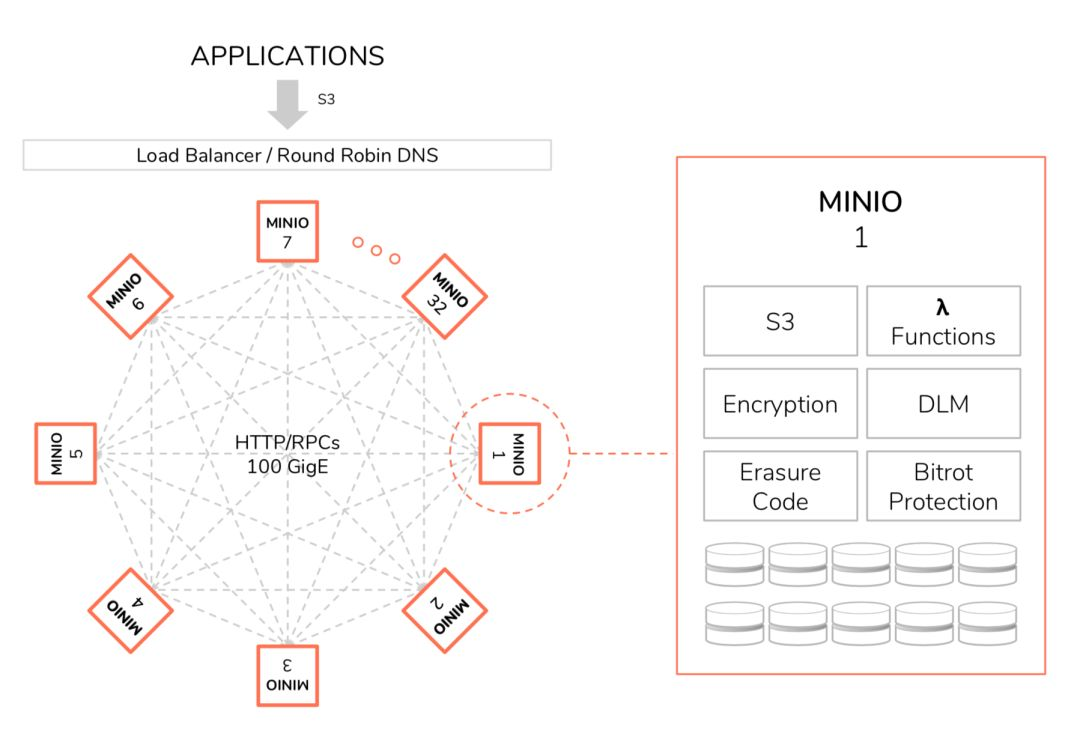 APPLICATIONS
S3
Load Balancer / Round Robin DNS
MINIO
7
MINIO
6
MINIO
32
MINIO
5
HTTP/RPCs
100 GigE
MINIO
1
MINIO
4
MINIO
2
MINIO
3
MINIO
1
S3
λ
Functions
Encryption
DLM
Erasure
Code
Bitrot
Protection